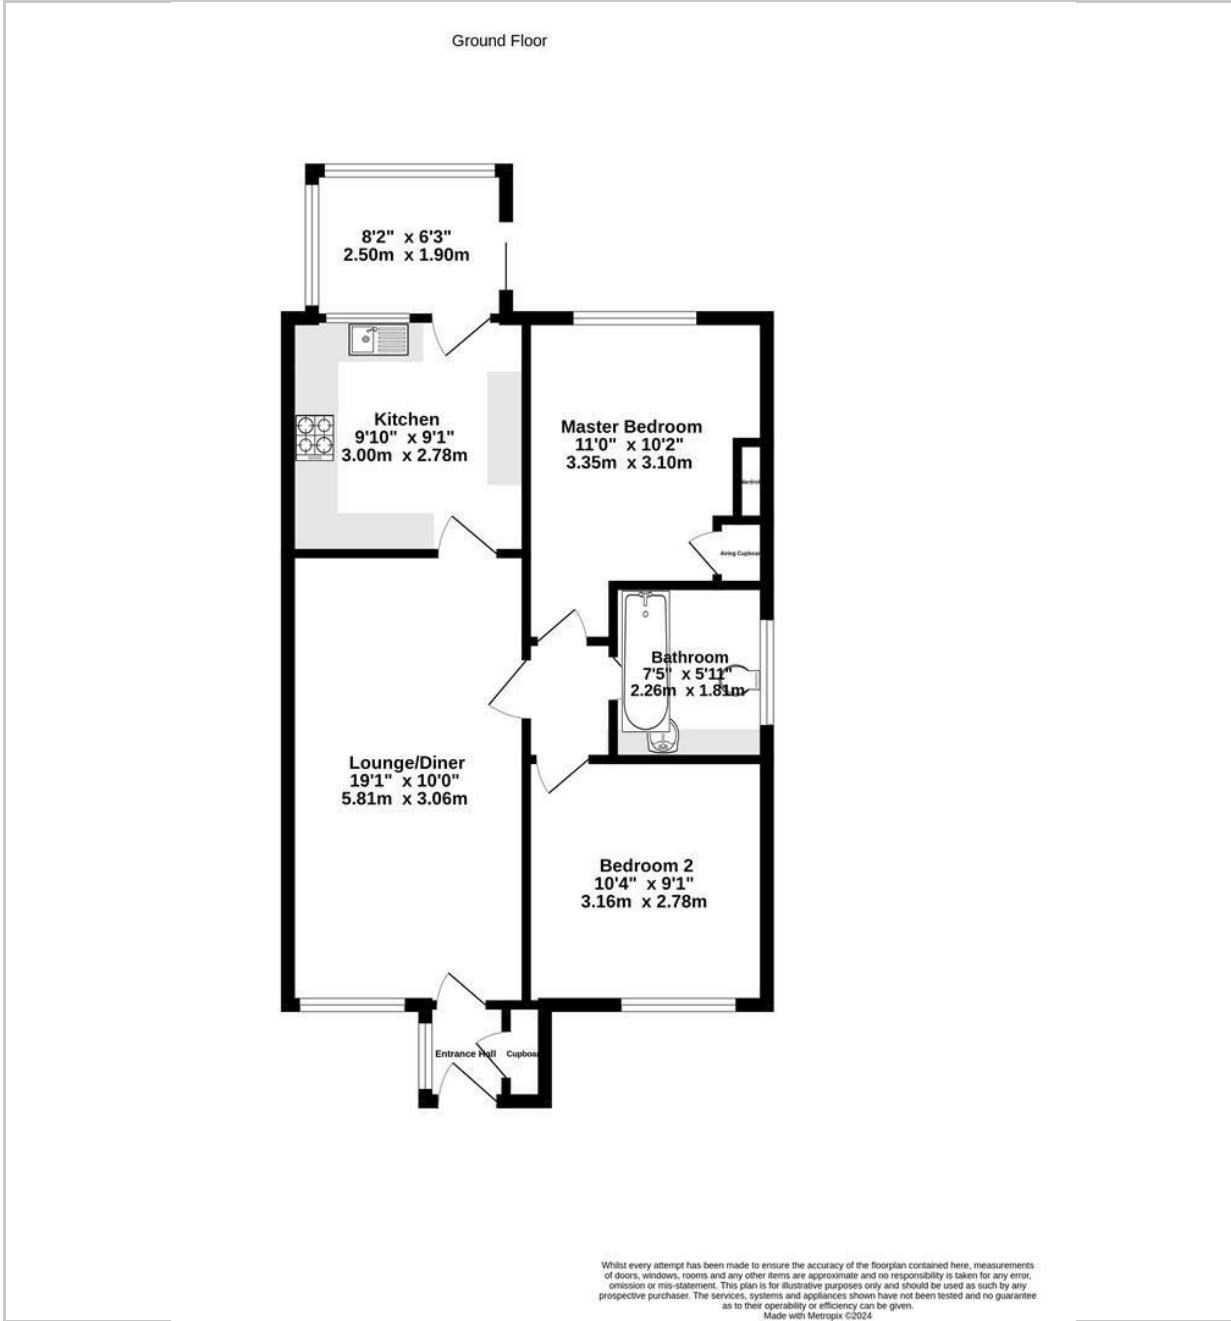 Ground Floor
8'2" x 6'3"
2.50m x 1.90m
Kitchen
9'10" x 9'1"
3.00m x 2.78m
Master Bedroom
11'0" x 10'2"
3.35m x 3.10m
Airing Cupboar
Bathroom
7'5" x 5'11"
2.26m x 1.81m
Lounge/Diner
19'1" x 10'0"
5.81m x 3.06m
Bedroom 2
10'4" x 9'1"
3.16m x 2.78m
Entrance Hall
Cupboar
Whilst every attempt has been made to ensure the accuracy of the floorplan contained here, measurements
of doors, windows, rooms and any other items are approximate and no responsibility is taken for any error,
omission or mis-statement. This plan is for illustrative purposes only and should be used as such by any
prospective purchaser. The services, systems and appliances shown have not been tested and no guarantee
as to their operability or efficiency can be given.
Made with Metropix ©2024